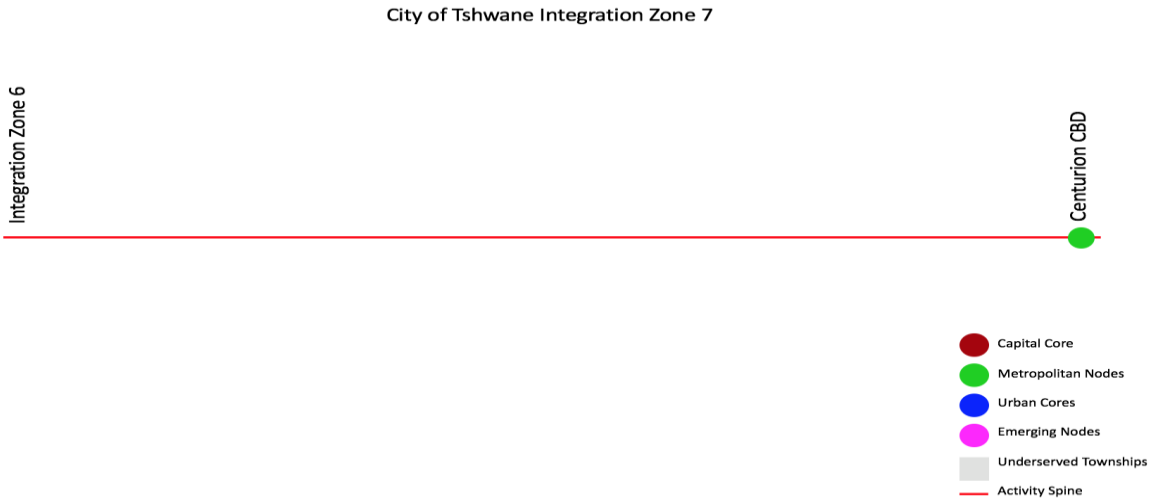 City of Tshwane Integration Zone 7
Integration Zone 6
Centurion CBD
Capital Core
Metropolitan Nodes
Urban Cores
Emerging Nodes
Underserved Townships
Activity Spine